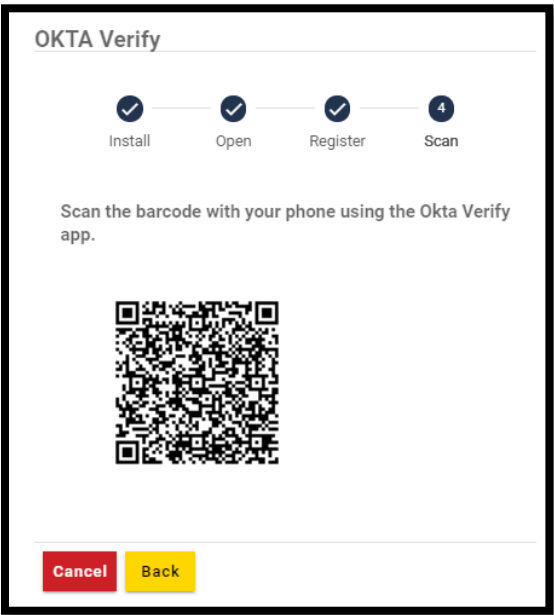 OKTA Verify
4
Install Open Register Scan
Scan the barcode with your phone using the Okta Verify
app.
Cancel Back